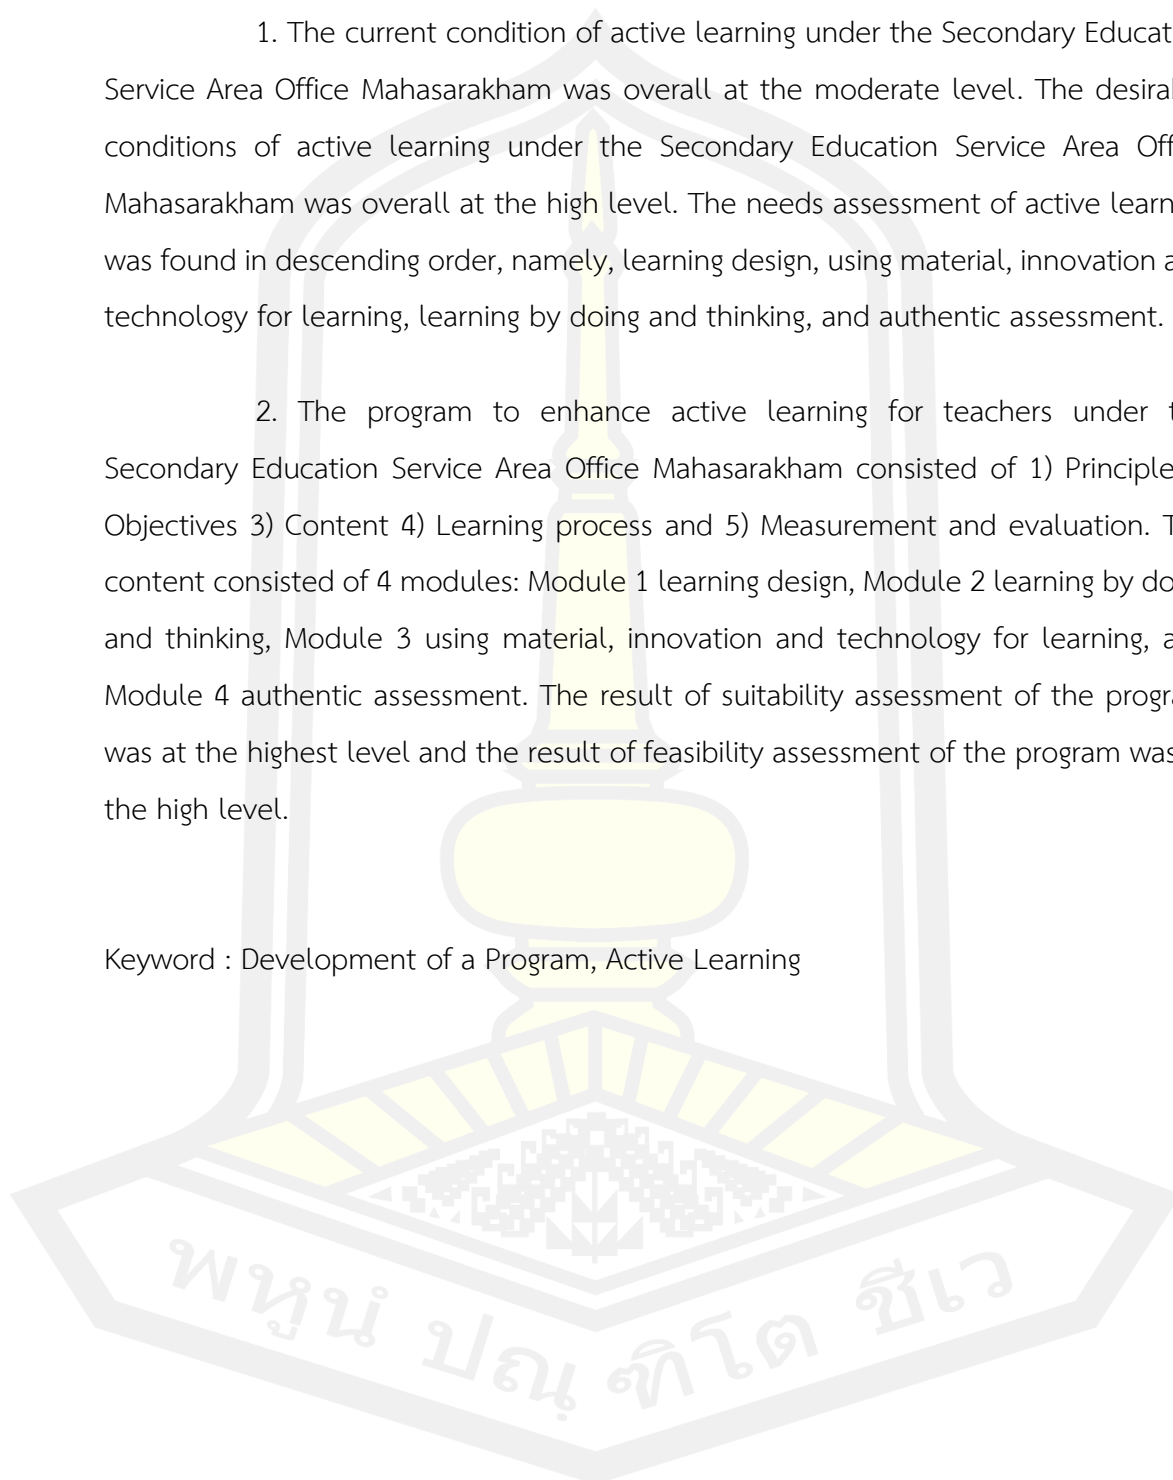 1. The current condition of active learning under the Secondary Educat
Service Area Office Mahasarakham was overall at the moderate level. The desira
conditions of active learning under the Secondary Education Service Area Off
Mahasarakham was overall at the high level. The needs assessment of active learn
was found in descending order, namely, learning design, using material, innovation a
technology for learning, learning by doing and thinking, and authentic assessment.
2. The program to enhance active learning for teachers under t
Secondary Education Service Area Office Mahasarakham consisted of 1) Principle
Objectives 3) Content 4) Learning process and 5) Measurement and evaluation. T
content consisted of 4 modules: Module 1 learning design, Module 2 learning by do
and thinking, Module 3 using material, innovation and technology for learning, a
Module 4 authentic assessment. The result of suitability assessment of the progr
was at the highest level and the result of feasibility assessment of the program was
the high level.
Keyword : Development of a Program, Active Learning
พหูนํ ปณฺฑิโต ชีเว